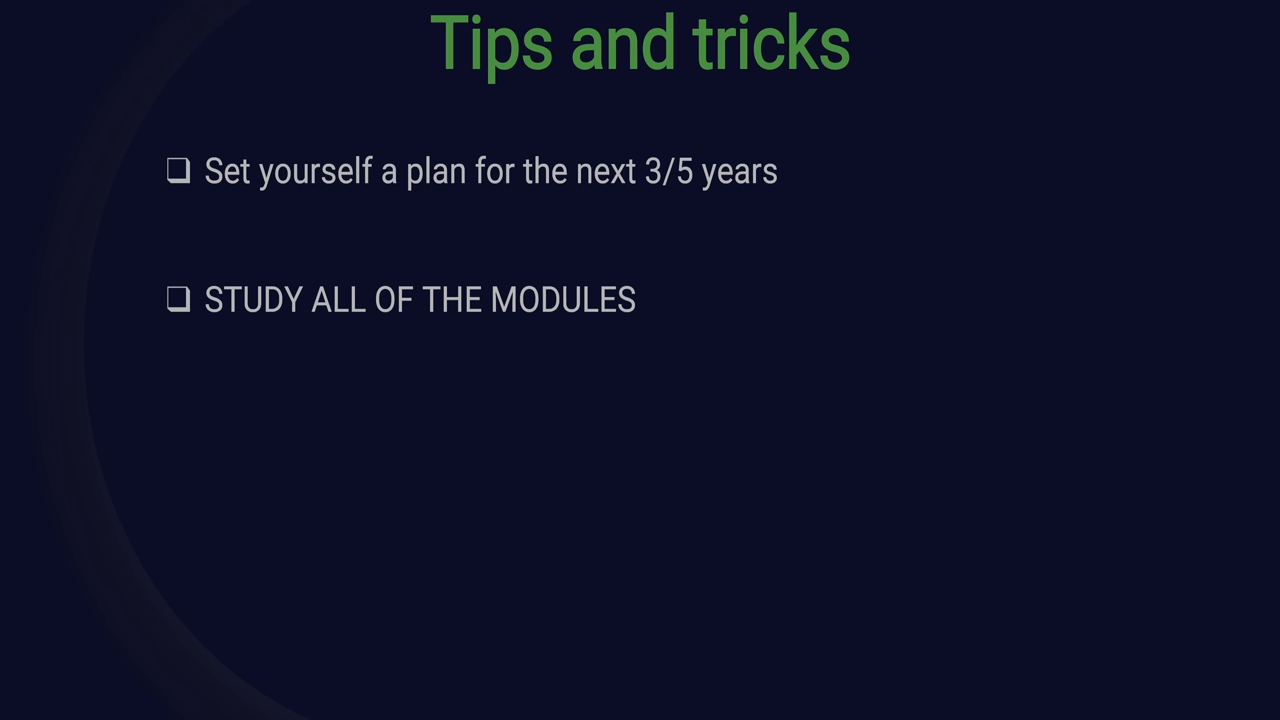 Tips and tricks
❑ Set yourself a plan for the next 3/5 years
❑ STUDY ALL OF THE MODULES